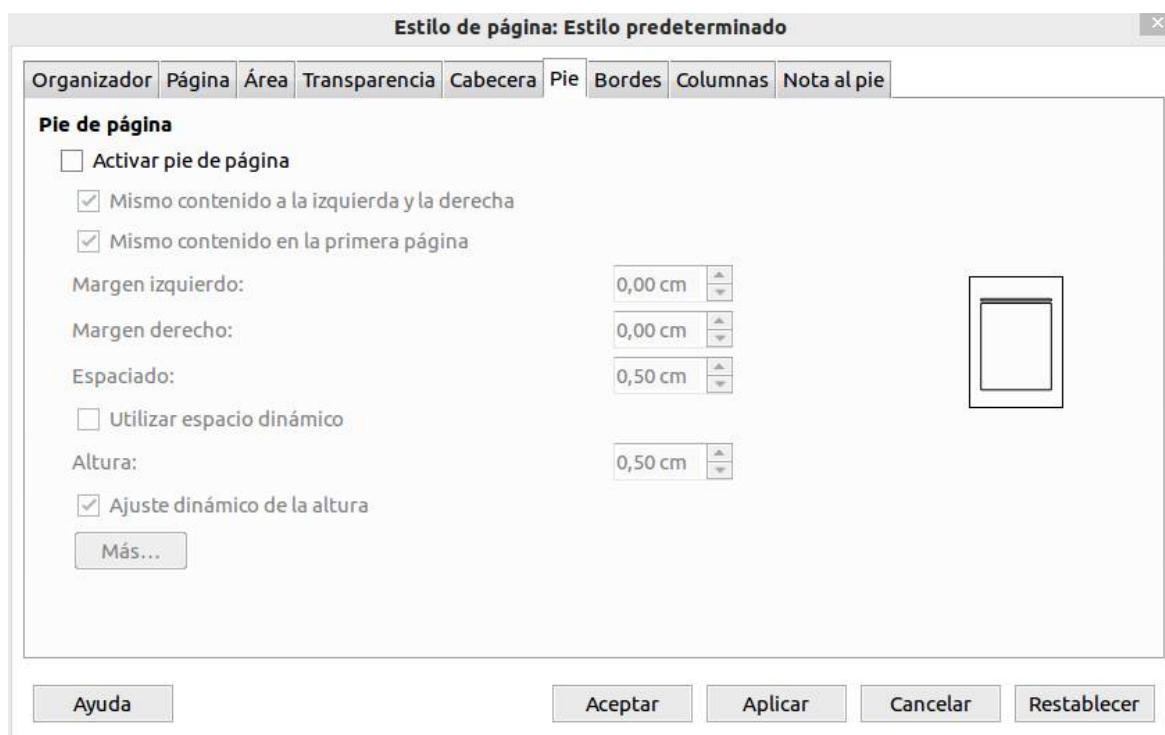 Estilo de página: Estilo predeterminado
Organizador Página Área Transparencia Cabecera Pie Bordes Columnas Nota al pie
Pie de página
Activar pie de página
Mismo contenido a la izquierda y la derecha
Mismo contenido en la primera página
Margen izquierdo: 0,00 cm
Margen derecho: 0,00 cm
Espaciado: 0,50 cm
Utilizar espacio dinámico
Altura: 0,50 cm
Ajuste dinámico de la altura
Más...
Ayuda Aceptar Aplicar Cancelar Restablecer